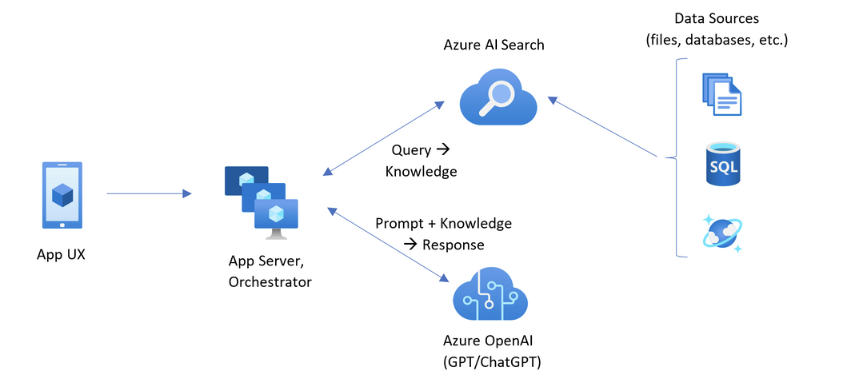 Data Sources
(files, databases, etc.)
Azure AI Search
SQL
Query →
Knowledge
App UX
App Server,
Orchestrator
Prompt + Knowledge
→ Response
Azure OpenAI
(GPT/ChatGPT)